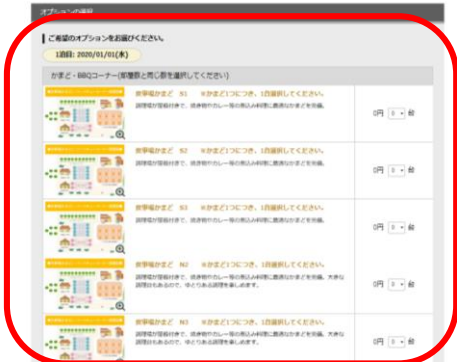 オプションの選択
ご希望のオプションをお選びください。
1泊目: 2020/01/01(水)
かまど・BBQコーナー(部屋数と同じ数を選択してください)
炊事場かまど S1 ※かまど1つにつき、1台選択してください。
調理場が屋根付きで、焼き物やカレー等の煮込み料理に最適なかまどを完備。
0円 0 台
炊事場かまど S2 ※かまど1つにつき、1台選択してください。
調理場が屋根付きで、焼き物やカレー等の煮込み料理に最適なかまどを完備。
0円 0 台
炊事場かまど S3 ※かまど1つにつき、1台選択してください。
調理場が屋根付きで、焼き物やカレー等の煮込み料理に最適なかまどを完備。
0円 0 台
炊事場かまど N2 ※かまど1つにつき、1台選択してください。
調理場が屋根付きで、焼き物やカレー等の煮込み料理に最適なかまどを完備。大きな
調理台もあるので、ゆとりある調理を楽しめます。
0円 0 台
炊事場かまど N3 ※かまど1つにつき、1台選択してください。
調理場が屋根付きで、焼き物やカレー等の煮込み料理に最適なかまどを完備。大きな
調理台もあるので、ゆとりある調理を楽しめます。
0円 0 台